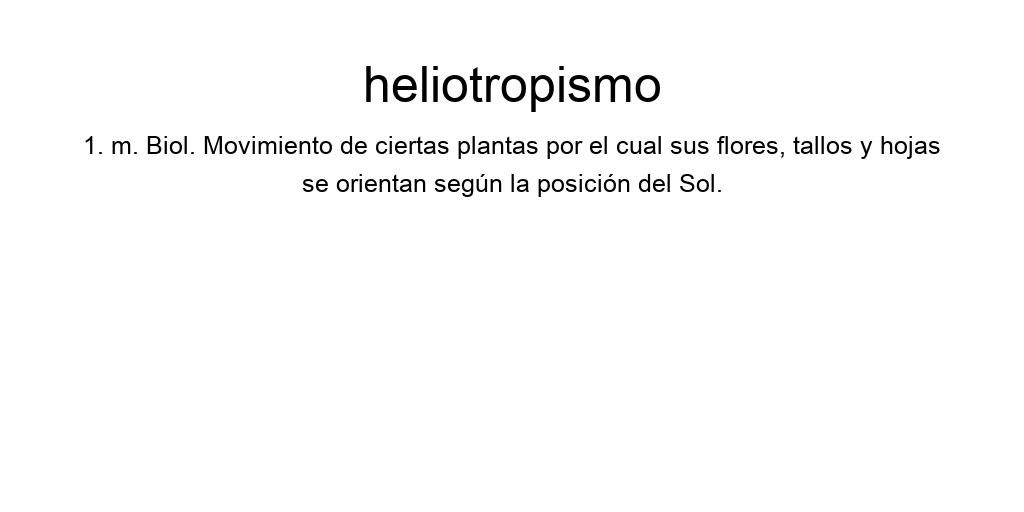 heliotropismo
1. m. Biol. Movimiento de ciertas plantas por el cual sus flores, tallos y hojas
se orientan según la posición del Sol.